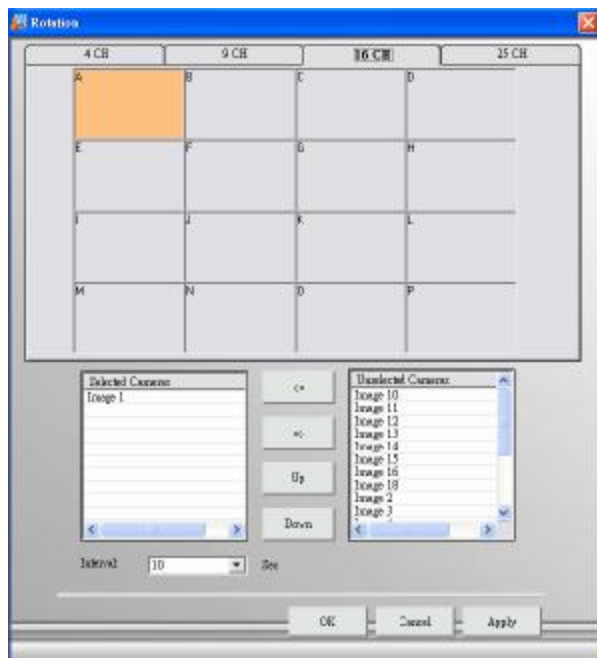 Rotation
4 CH 9 CH 16 CH 25 CH
A B C D
E F G H
I J K L
M N O P
Selected Cameras
Image 1
<=
=>
Up
Down
Unselected Cameras
Image 10
Image 11
Image 12
Image 13
Image 14
Image 15
Image 16
Image 18
Image 2
Image 3
Interval: 10 Sec
OK Cancel Apply